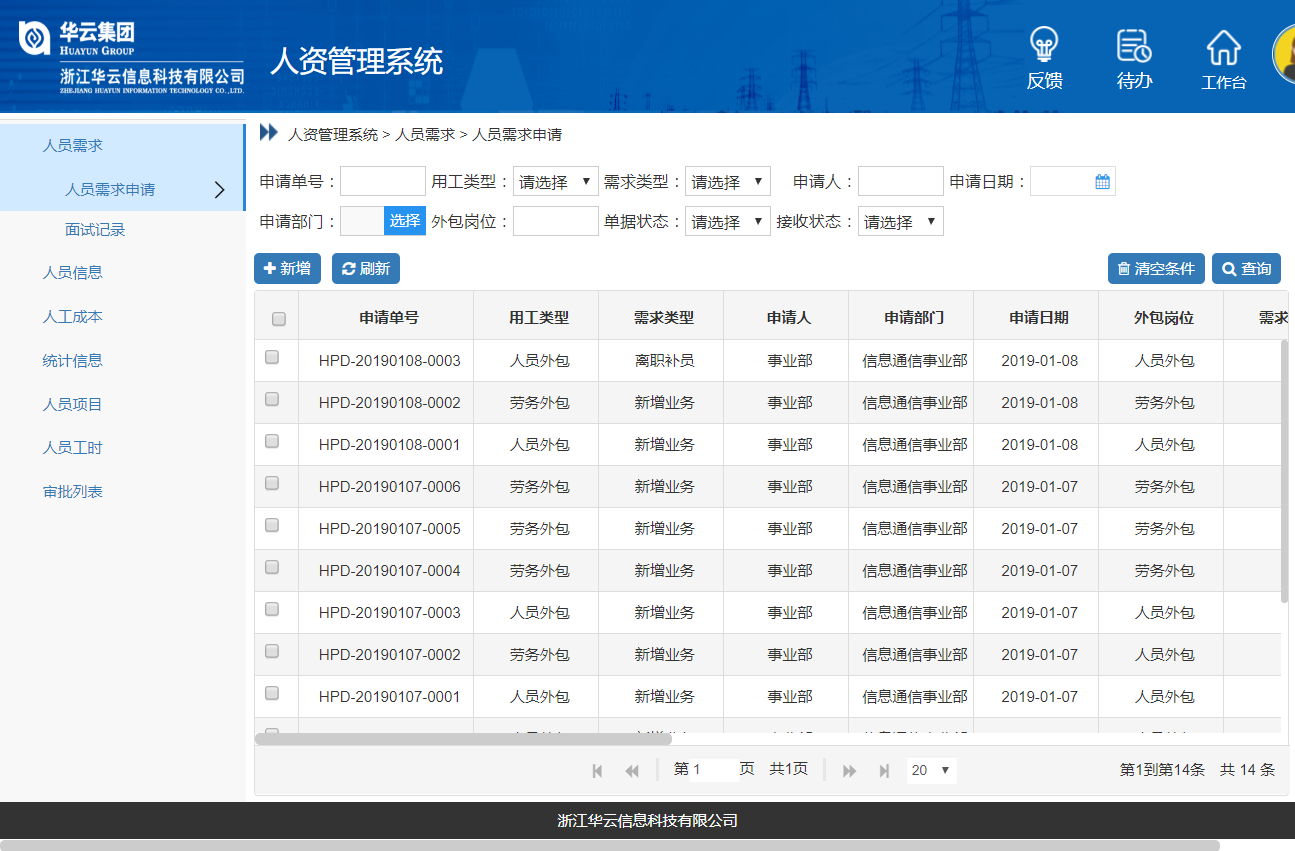 华云集团
HUAYUN GROUP
浙江华云信息科技有限公司
ZHEJIANG HUAYUN INFORMATION TECHNOLOGY CO.,LTD.
人资管理系统
反馈 待办 工作台
人员需求
人员需求申请
面试记录
人员信息
人工成本
统计信息
人员项目
人员工时
审批列表
人资管理系统 > 人员需求 > 人员需求申请
申请单号： 用工类型： 请选择 需求类型： 请选择 申请人： 申请日期：
申请部门： 选择 外包岗位： 单据状态： 请选择 接收状态： 请选择
新增 刷新 清空条件 查询
申请单号 用工类型 需求类型 申请人 申请部门 申请日期 外包岗位 需求
HPD-20190108-0003 人员外包 离职补员 事业部 信息通信事业部 2019-01-08 人员外包
HPD-20190108-0002 劳务外包 新增业务 事业部 信息通信事业部 2019-01-08 劳务外包
HPD-20190108-0001 人员外包 新增业务 事业部 信息通信事业部 2019-01-08 人员外包
HPD-20190107-0006 劳务外包 新增业务 事业部 信息通信事业部 2019-01-07 劳务外包
HPD-20190107-0005 劳务外包 新增业务 事业部 信息通信事业部 2019-01-07 劳务外包
HPD-20190107-0004 劳务外包 新增业务 事业部 信息通信事业部 2019-01-07 劳务外包
HPD-20190107-0003 人员外包 新增业务 事业部 信息通信事业部 2019-01-07 人员外包
HPD-20190107-0002 劳务外包 新增业务 事业部 信息通信事业部 2019-01-07 人员外包
HPD-20190107-0001 人员外包 新增业务 事业部 信息通信事业部 2019-01-07 人员外包
第 1 页 共1页 20 第1到第14条 共 14 条
浙江华云信息科技有限公司